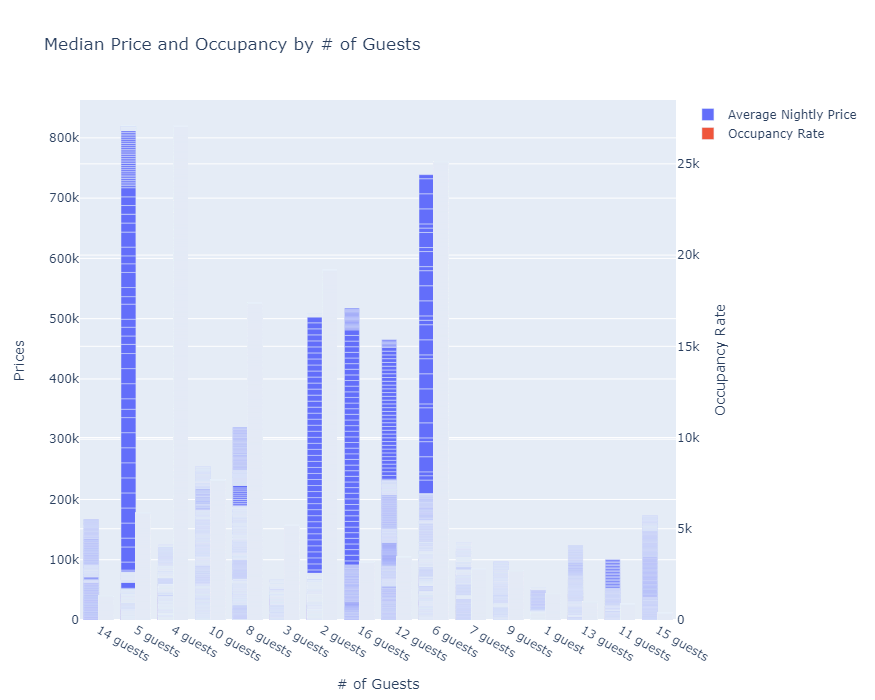 Median Price and Occupancy by # of Guests
Average Nightly Price
Occupancy Rate
800k
700k
600k
500k
400k
300k
200k
100k
0
Prices
25k
20k
15k
10k
5k
0
Occupancy Rate
14 guests
5 guests
4 guests
10 guests
8 guests
3 guests
2 guests
16 guests
12 guests
6 guests
7 guests
9 guests
1 guest
13 guests
11 guests
15 guests
# of Guests